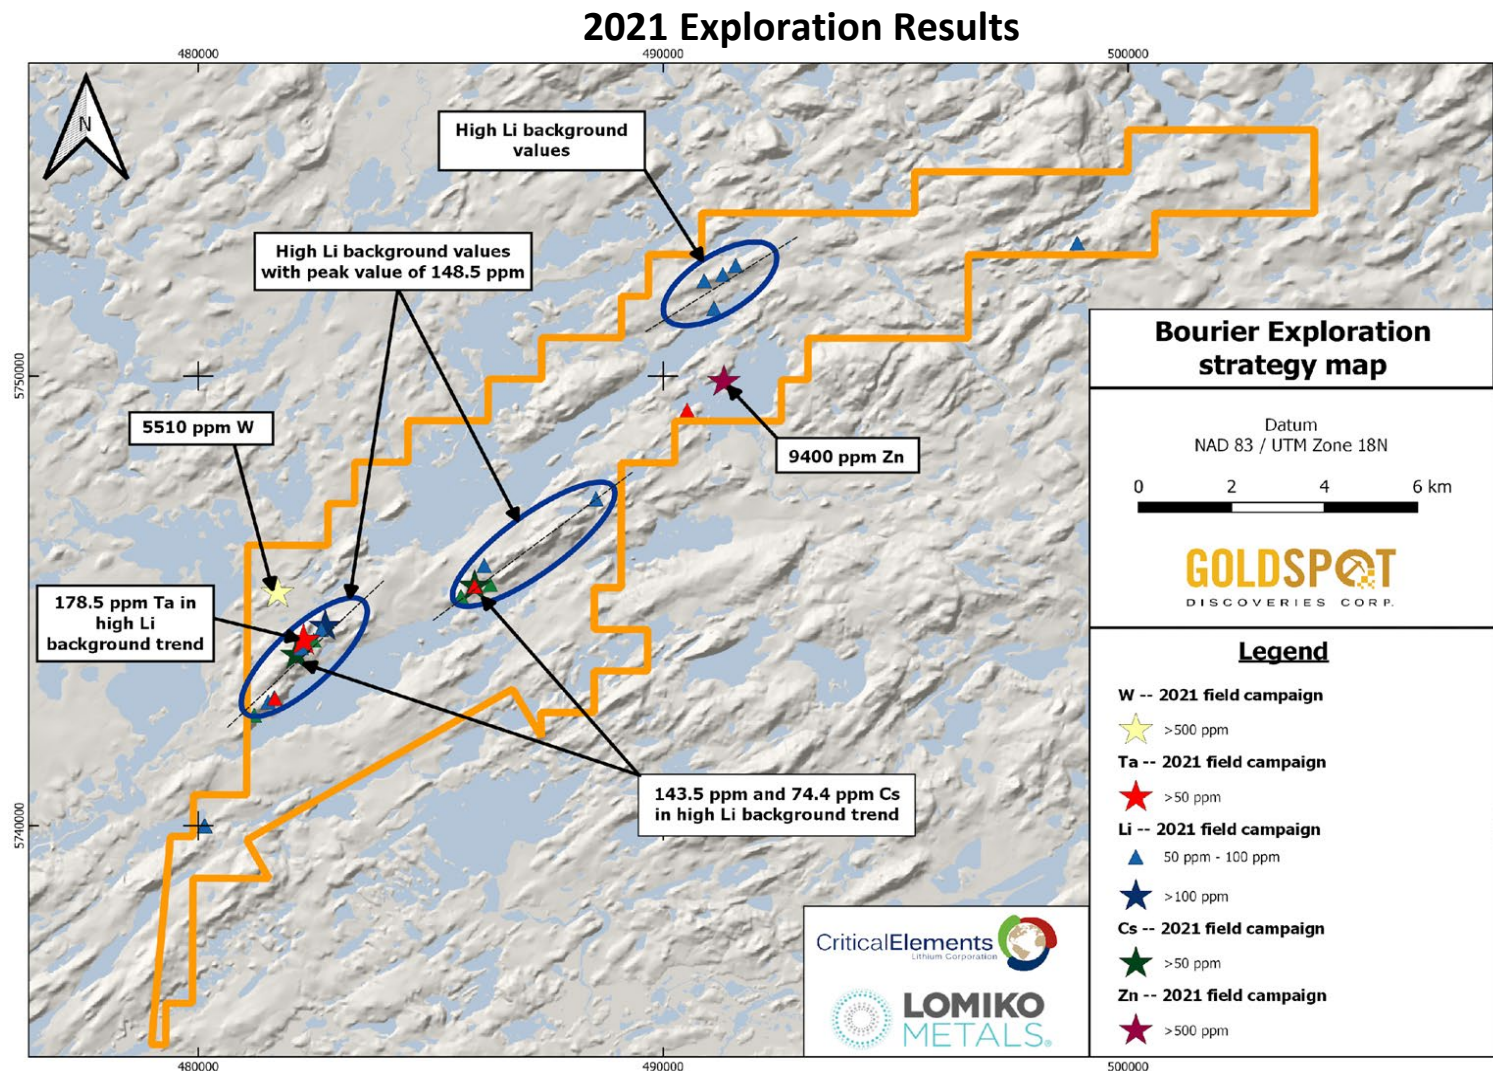 2021 Exploration Results
480000
490000
500000
N
High Li background
values
High Li background values
with peak value of 148.5 ppm
5750000
5510 ppm W
9400 ppm Zn
178.5 ppm Ta in
high Li
background trend
143.5 ppm and 74.4 ppm Cs
in high Li background trend
5740000
Bourier Exploration
strategy map
Datum
NAD 83 / UTM Zone 18N
0 2 4 6 km
GOLDSPOT
DISCOVERIES CORP.
Legend
W -- 2021 field campaign
>500 ppm
Ta -- 2021 field campaign
>50 ppm
Li -- 2021 field campaign
50 ppm - 100 ppm
>100 ppm
Cs -- 2021 field campaign
>50 ppm
Zn -- 2021 field campaign
>500 ppm
CriticalElements
Lithium Corporation
LOMIKO
METALS®
480000
490000
500000